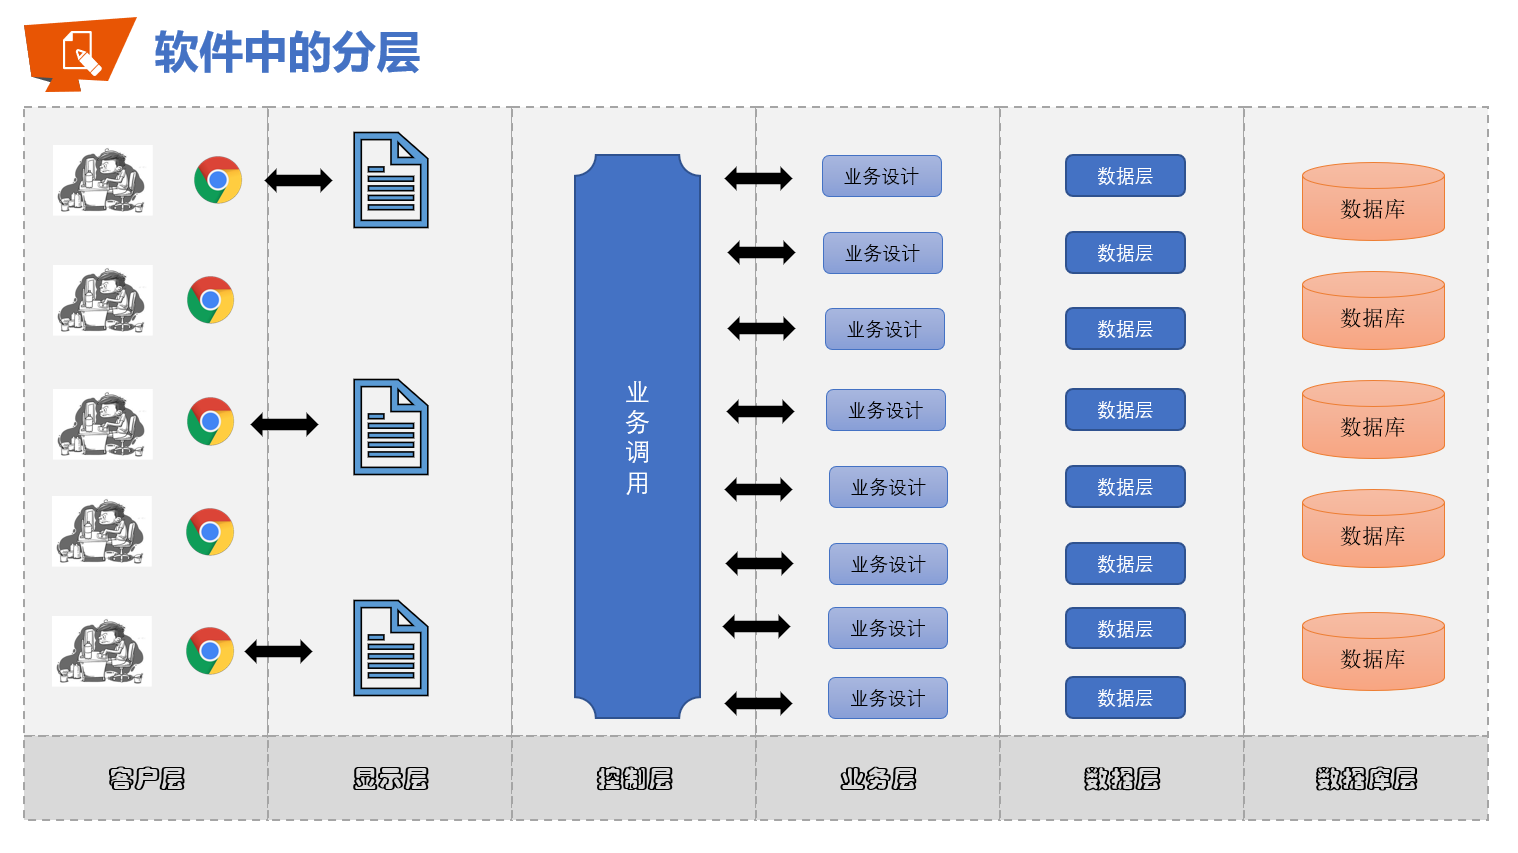 软件中的分层
业务设计
数据层
数据库
业务设计
数据层
数据库
业务设计
数据层
业务调用
业务设计
数据层
数据库
业务设计
数据层
数据库
业务设计
数据层
业务设计
数据层
数据库
业务设计
数据层
客户层
显示层
控制层
业务层
数据层
数据库层